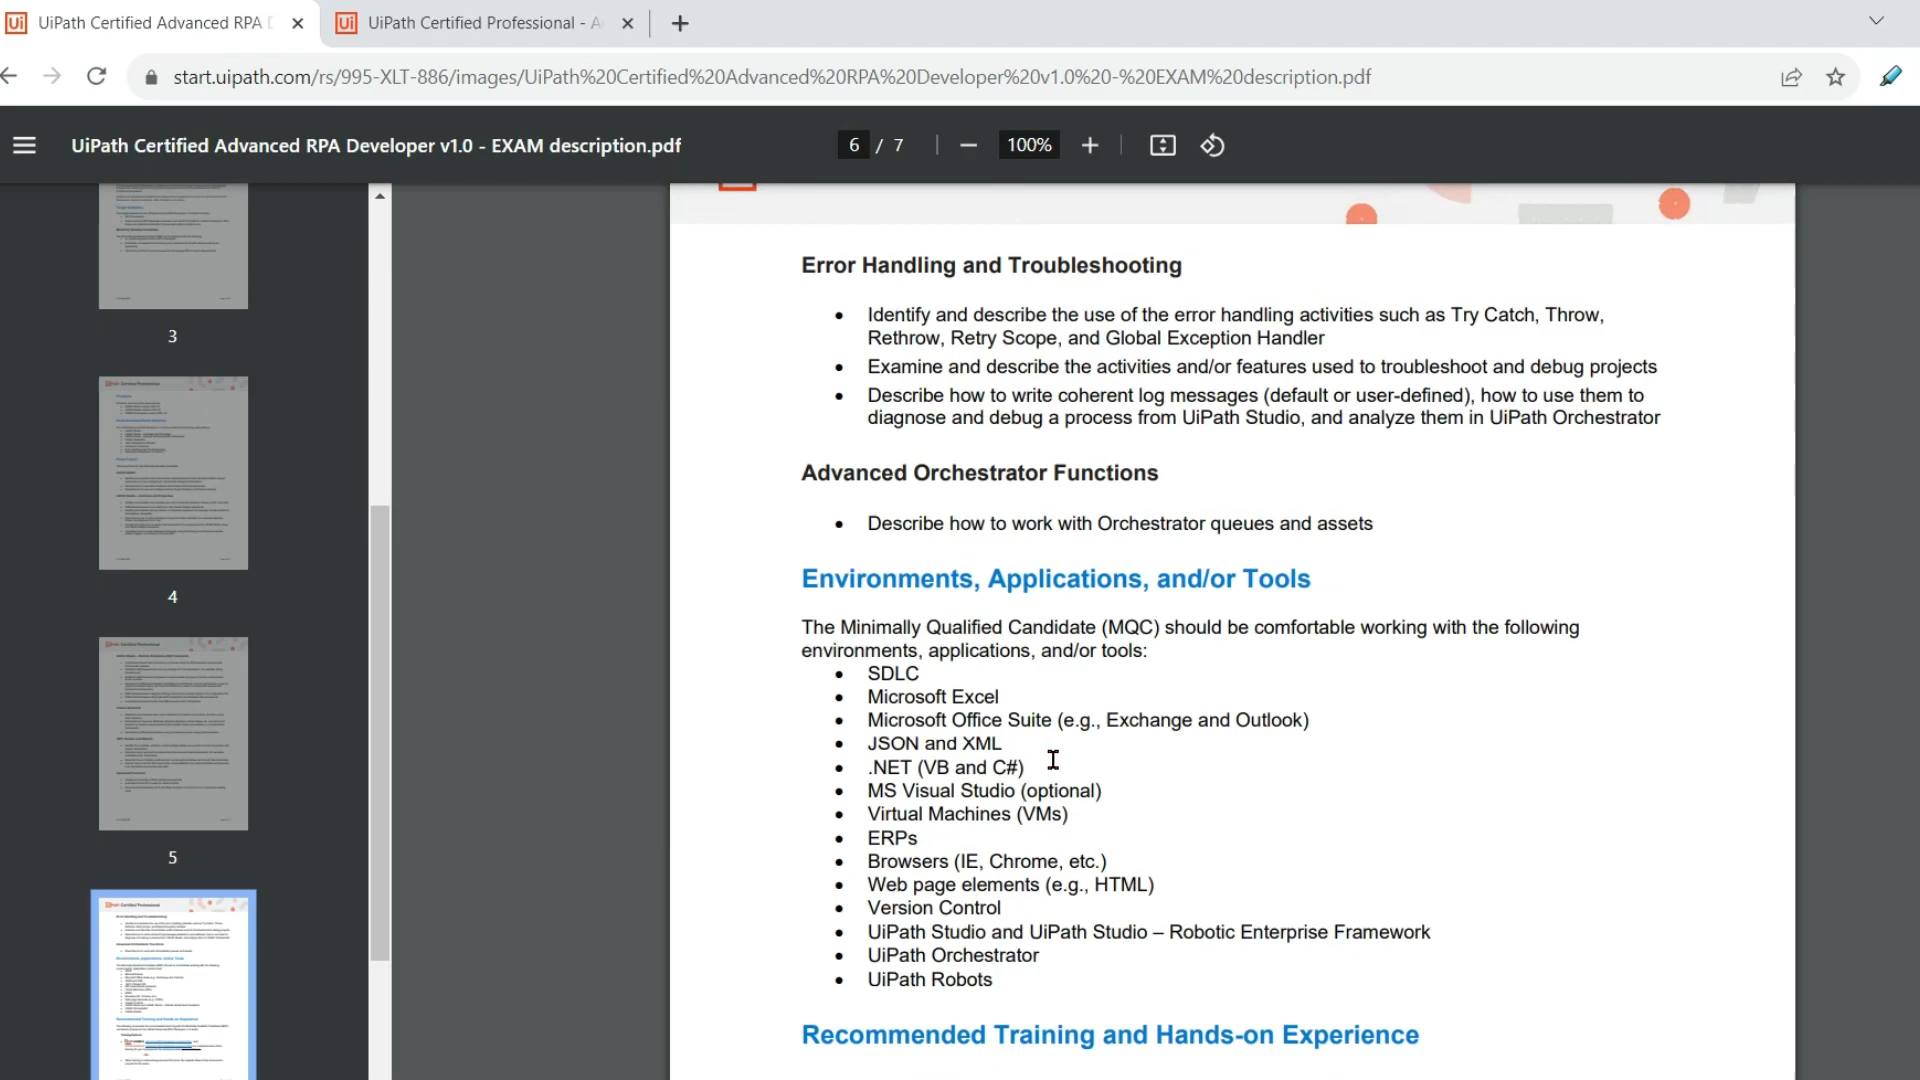 UiPath Certified Advanced RPA D
UiPath Certified Professional - A
start.uipath.com/rs/995-XLT-886/images/UiPath%20Certified%20Advanced%20RPA%20Developer%20v1.0%20-%20EXAM%20description.pdf
UiPath Certified Advanced RPA Developer v1.0 - EXAM description.pdf
6 / 7
100%
3
4
5
Error Handling and Troubleshooting
• Identify and describe the use of the error handling activities such as Try Catch, Throw,
Rethrow, Retry Scope, and Global Exception Handler
• Examine and describe the activities and/or features used to troubleshoot and debug projects
• Describe how to write coherent log messages (default or user-defined), how to use them to
diagnose and debug a process from UiPath Studio, and analyze them in UiPath Orchestrator
Advanced Orchestrator Functions
• Describe how to work with Orchestrator queues and assets
Environments, Applications, and/or Tools
The Minimally Qualified Candidate (MQC) should be comfortable working with the following
environments, applications, and/or tools:
• SDLC
• Microsoft Excel
• Microsoft Office Suite (e.g., Exchange and Outlook)
• JSON and XML
• .NET (VB and C#)
• MS Visual Studio (optional)
• Virtual Machines (VMs)
• ERPs
• Browsers (IE, Chrome, etc.)
• Web page elements (e.g., HTML)
• Version Control
• UiPath Studio and UiPath Studio – Robotic Enterprise Framework
• UiPath Orchestrator
• UiPath Robots
Recommended Training and Hands-on Experience